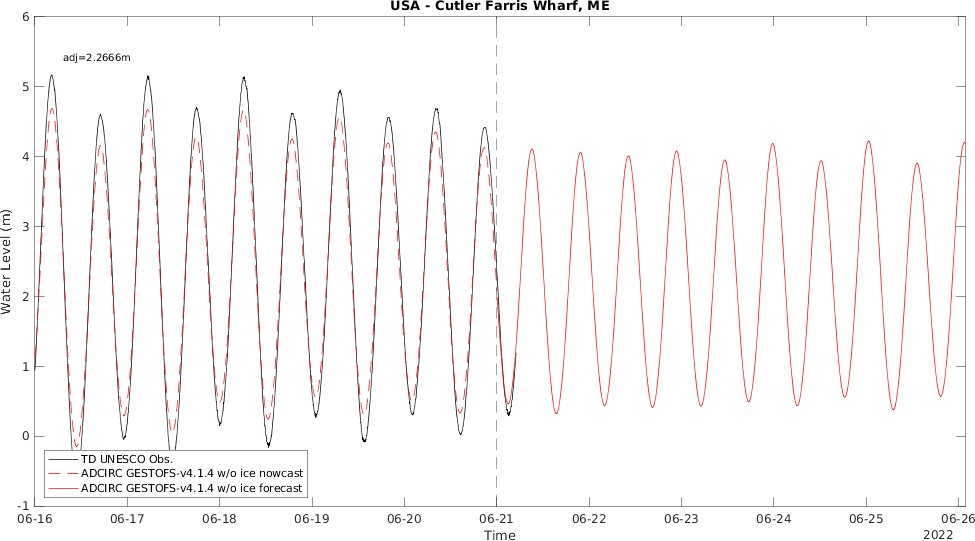 USA - Cutler Farris Wharf, ME
adj=2.2666m
6
5
4
3
2
1
0
-1
Water Level (m)
TD UNESCO Obs.
ADCIRC GESTOFS-v4.1.4 w/o ice nowcast
ADCIRC GESTOFS-v4.1.4 w/o ice forecast
06-16 06-17 06-18 06-19 06-20 06-21 06-22 06-23 06-24 06-25 06-26
Time
2022